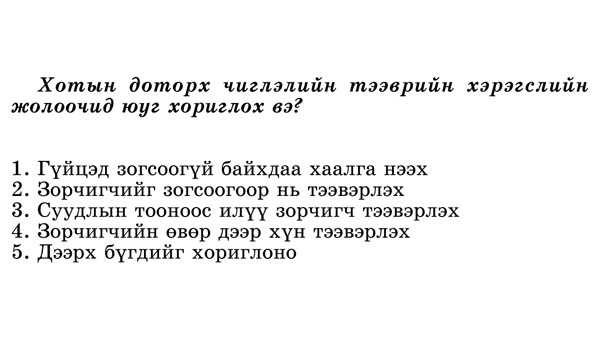 Хотын доторх чиглэлийн тээврийн хэрэгслийн
жолоочид юуг хориглох вэ?
1. Гүйцэд зогсоогүй байхдаа хаалга нээх
2. Зорчигчийг зогсоогоор нь тээвэрлэх
3. Суудлын тооноос илүү зорчигч тээвэрлэх
4. Зорчигчийн өвөр дээр хүн тээвэрлэх
5. Дээрх бүгдийг хориглоно